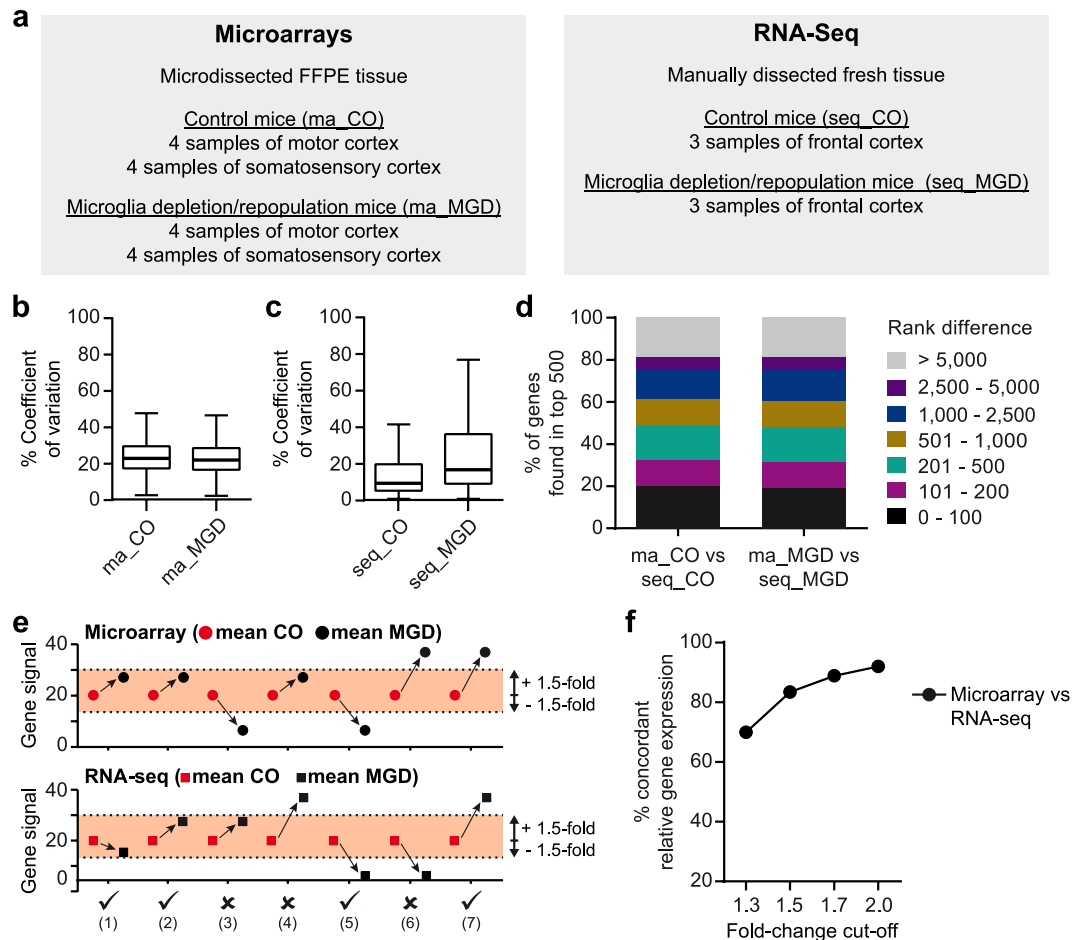 a
Microarrays
Microdissected FFPE tissue
Control mice (ma_CO)
4 samples of motor cortex
4 samples of somatosensory cortex
Microglia depletion/repopulation mice (ma_MGD)
4 samples of motor cortex
4 samples of somatosensory cortex
RNA-Seq
Manually dissected fresh tissue
Control mice (seq_CO)
3 samples of frontal cortex
Microglia depletion/repopulation mice (seq_MGD)
3 samples of frontal cortex
b
% Coefficient
of variation
100
80
60
40
20
0
ma_CO
ma_MGD
c
% Coefficient
of variation
100
80
60
40
20
0
seq_CO
seq_MGD
d
% of genes
found in top 500
100
80
60
40
20
0
ma_CO vs
seq_CO
ma_MGD vs
seq_MGD
Rank difference
> 5,000
2,500 - 5,000
1,000 - 2,500
501 - 1,000
201 - 500
101 - 200
0 - 100
e
Microarray (mean CO mean MGD)
Gene signal
40
20
0
+ 1.5-fold
- 1.5-fold
RNA-seq (mean CO mean MGD)
Gene signal
40
20
0
+ 1.5-fold
- 1.5-fold
✓ ✓ ✘ ✘ ✓ ✘ ✓
(1) (2) (3) (4) (5) (6) (7)
f
% concordant
relative gene expression
100
80
60
40
20
1.3 1.5 1.7 2.0
Fold-change cut-off
Microarray vs
RNA-seq